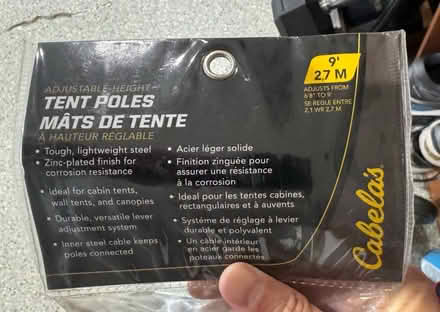 ADJUSTABLE-HEIGHT
TENT POLES
MÂTS DE TENTE
À HAUTEUR RÉGLABLE
• Tough, lightweight steel
• Zinc-plated finish for
corrosion resistance
• Ideal for cabin tents,
wall tents, and canopies
• Durable, versatile lever
adjustment system
• Inner steel cable keeps
poles connected
• Acier léger solide
• Finition zinguée pour
assurer une résistance
à la corrosion
• Idéal pour les tentes cabines,
rectangulaires et à auvents
• Système de réglage à levier
durable et polyvalent
• Un câble intérieur
en acier garde les
poteaux connectés
9'
2,7 M
ADJUSTS FROM
6'8" TO 9'
SE RÈGLE ENTRE
2,1 WR 2,7 M
Cabela's